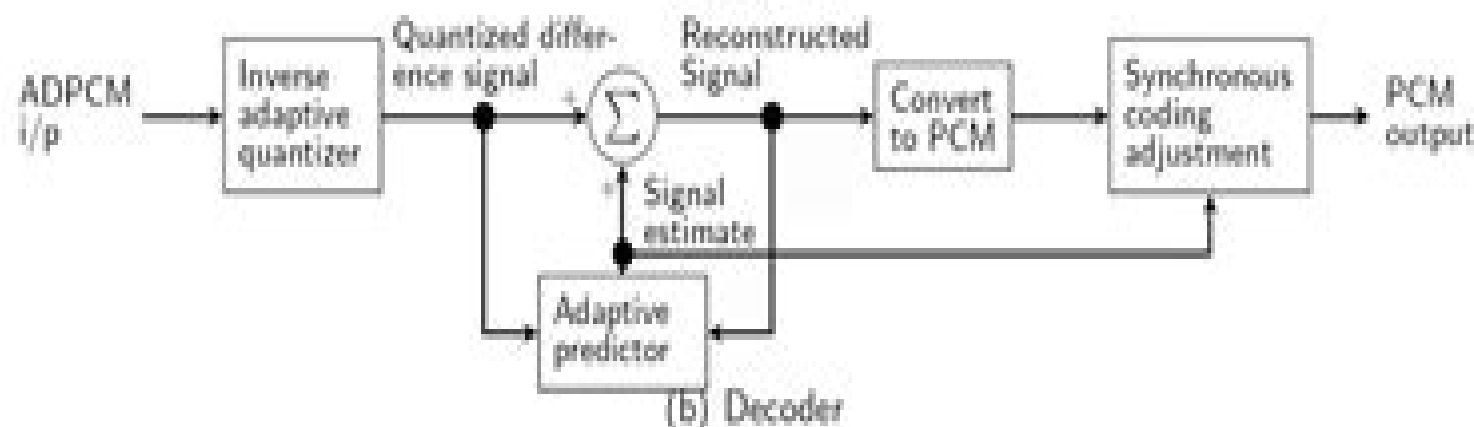 ADPCM
i/p
Inverse
adaptive
quantizer
Quantized differ-
ence signal
+
Σ
+
Reconstructed
Signal
Signal
estimate
Adaptive
predictor
Convert
to PCM
Synchronous
coding
adjustment
PCM
output
(b) Decoder